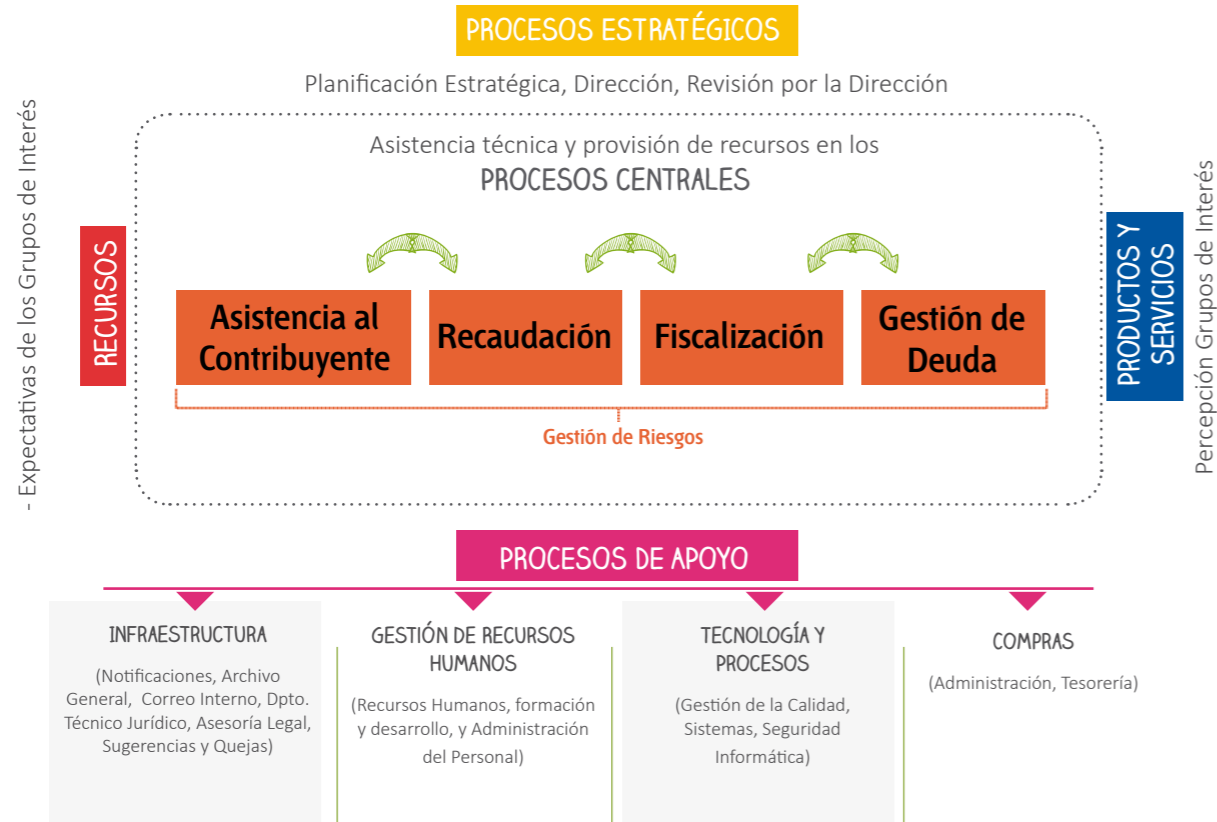 PROCESOS ESTRATÉGICOS
Planificación Estratégica, Dirección, Revisión por la Dirección
- Expectativas de los Grupos de Interés
RECURSOS
Asistencia técnica y provisión de recursos en los
PROCESOS CENTRALES
Asistencia al
Contribuyente
Recaudación
Fiscalización
Gestión de
Deuda
Gestión de Riesgos
PRODUCTOS Y
SERVICIOS
Percepción Grupos de Interés
PROCESOS DE APOYO
INFRAESTRUCTURA
(Notificaciones, Archivo
General, Correo Interno, Dpto.
Técnico Jurídico, Asesoría Legal,
Sugerencias y Quejas)
GESTIÓN DE RECURSOS
HUMANOS
(Recursos Humanos, formación
y desarrollo, y Administración
del Personal)
TECNOLOGÍA Y
PROCESOS
(Gestión de la Calidad,
Sistemas, Seguridad
Informática)
COMPRAS
(Administración, Tesorería)